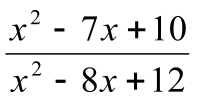 x² - 7x + 10
x² - 8x + 12